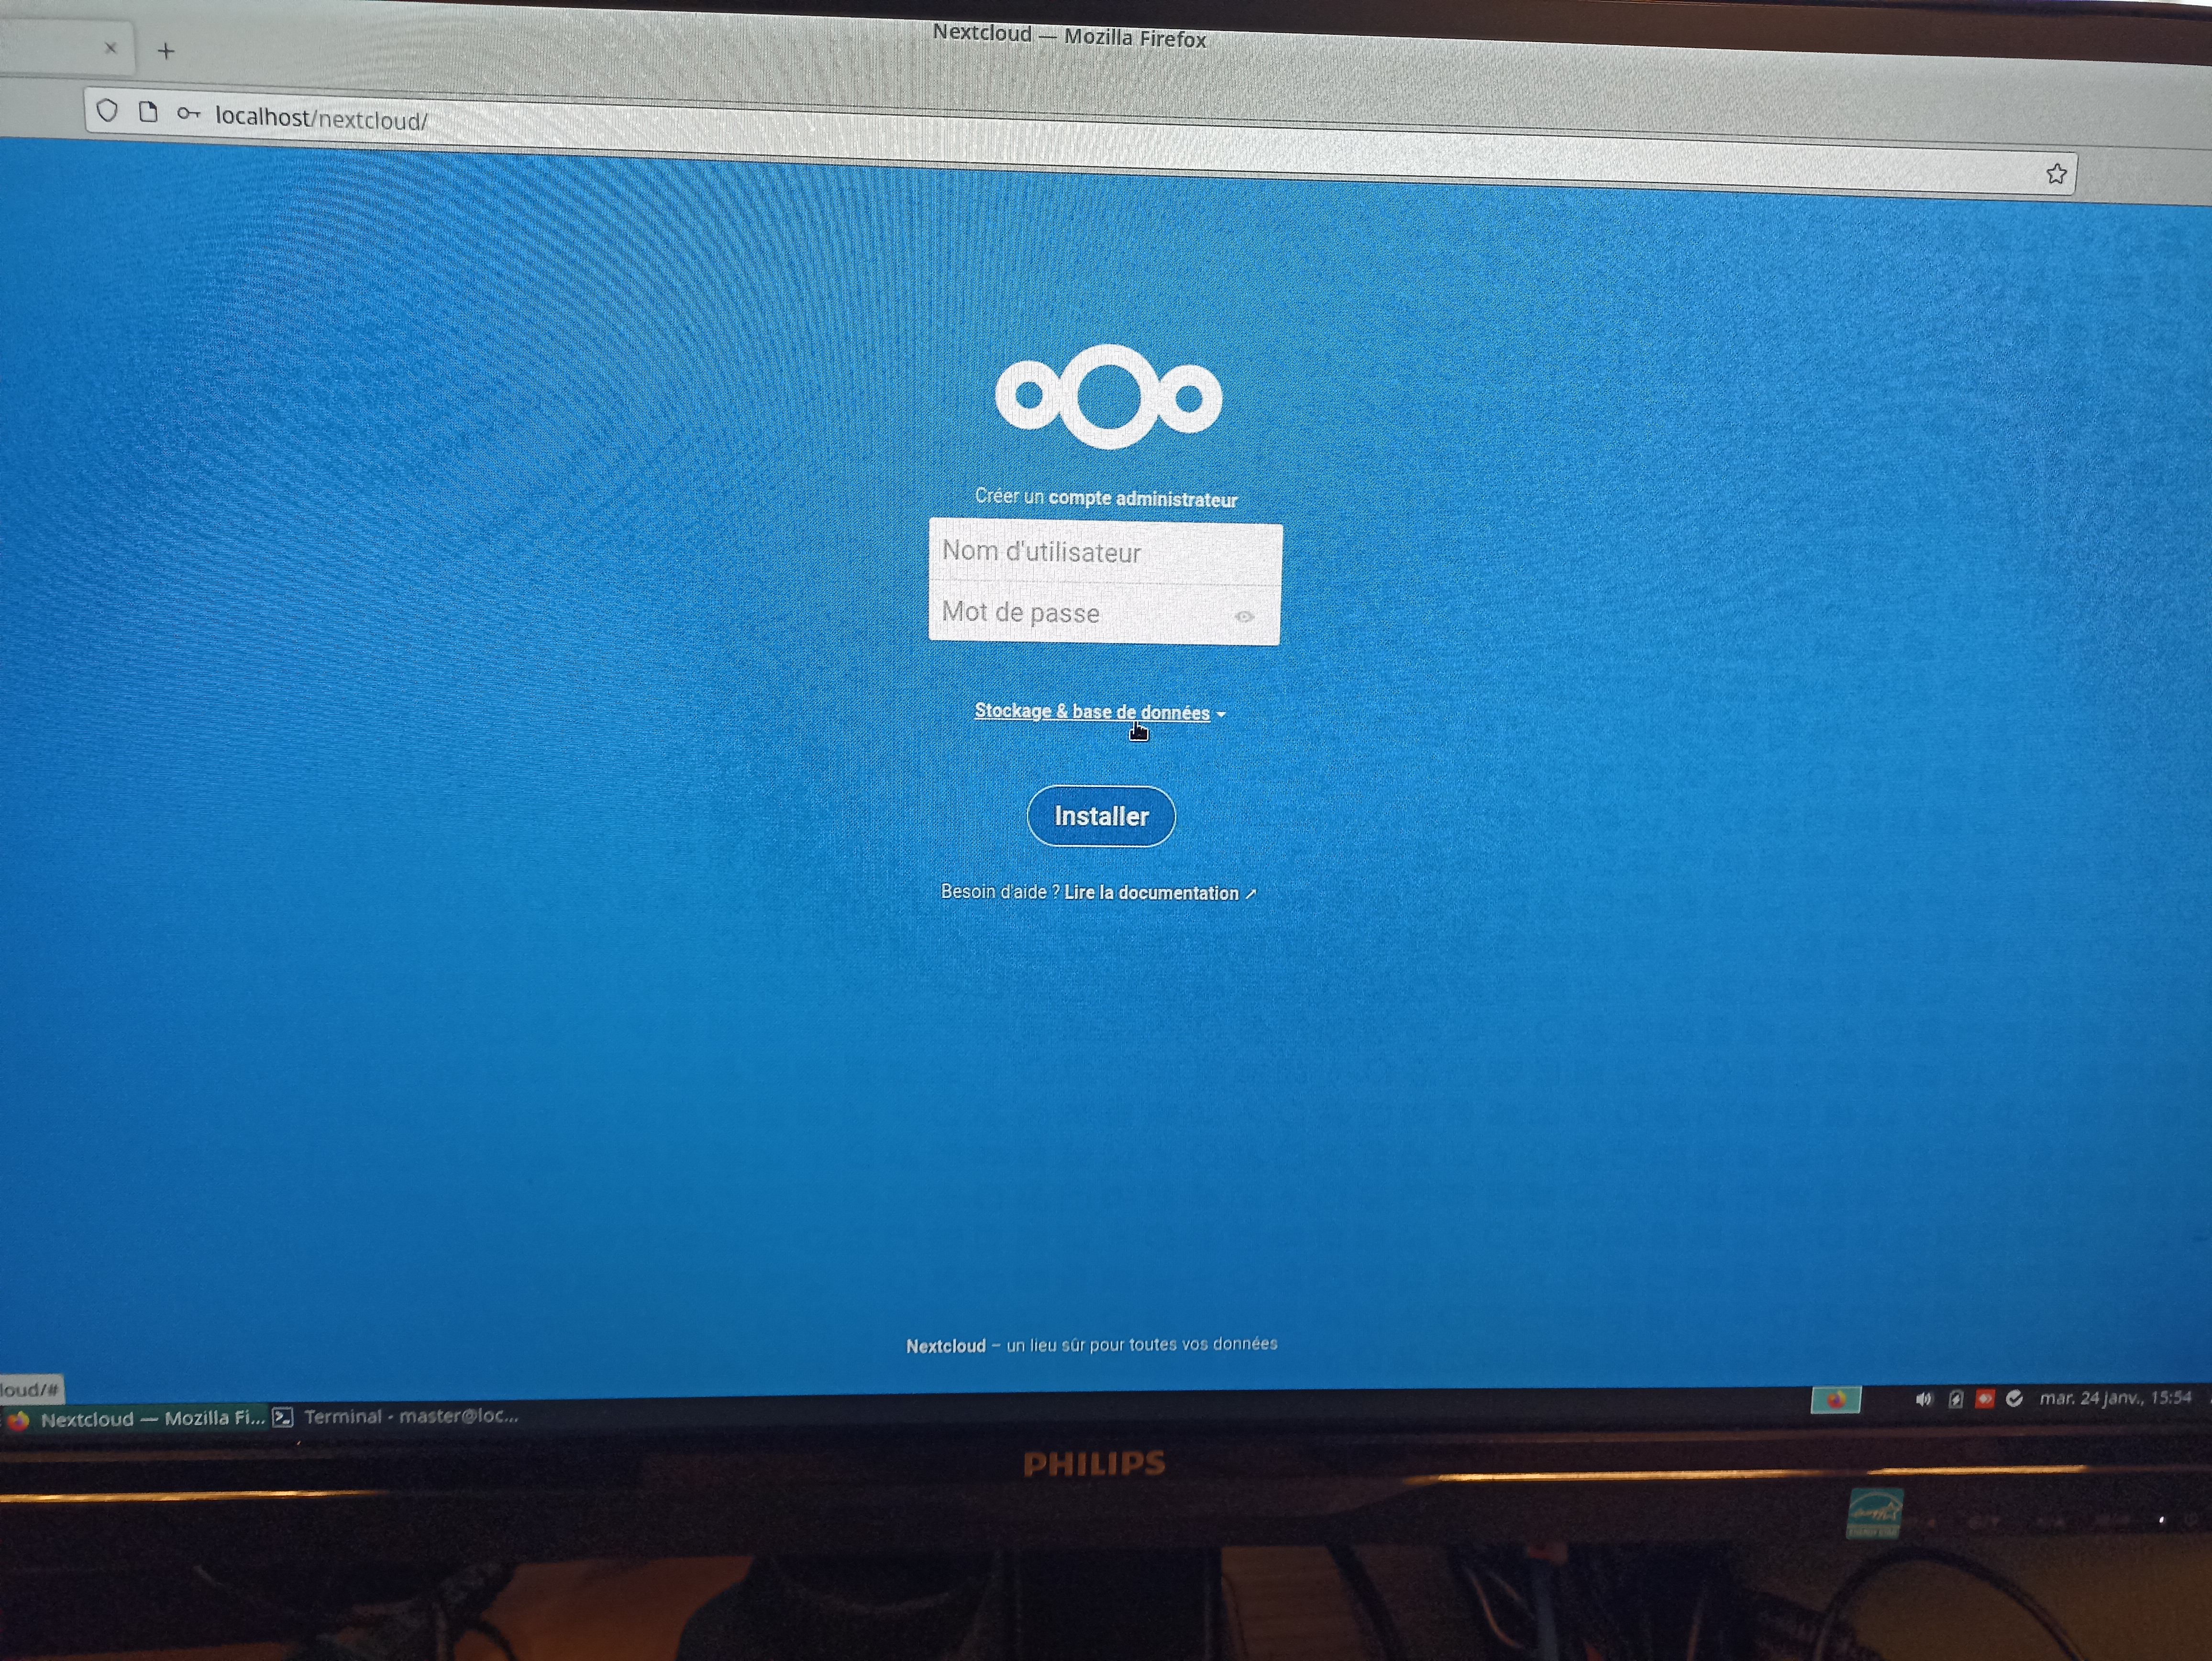 Nextcloud — Mozilla Firefox
localhost/nextcloud/
Créer un compte administrateur
Nom d'utilisateur
Mot de passe
Stockage & base de données
Installer
Besoin d'aide ? Lire la documentation ↗
Nextcloud – un lieu sûr pour toutes vos données
loud/#
Nextcloud — Mozilla Fi... Terminal - master@loc... mar. 24 janv., 15:54
PHILIPS